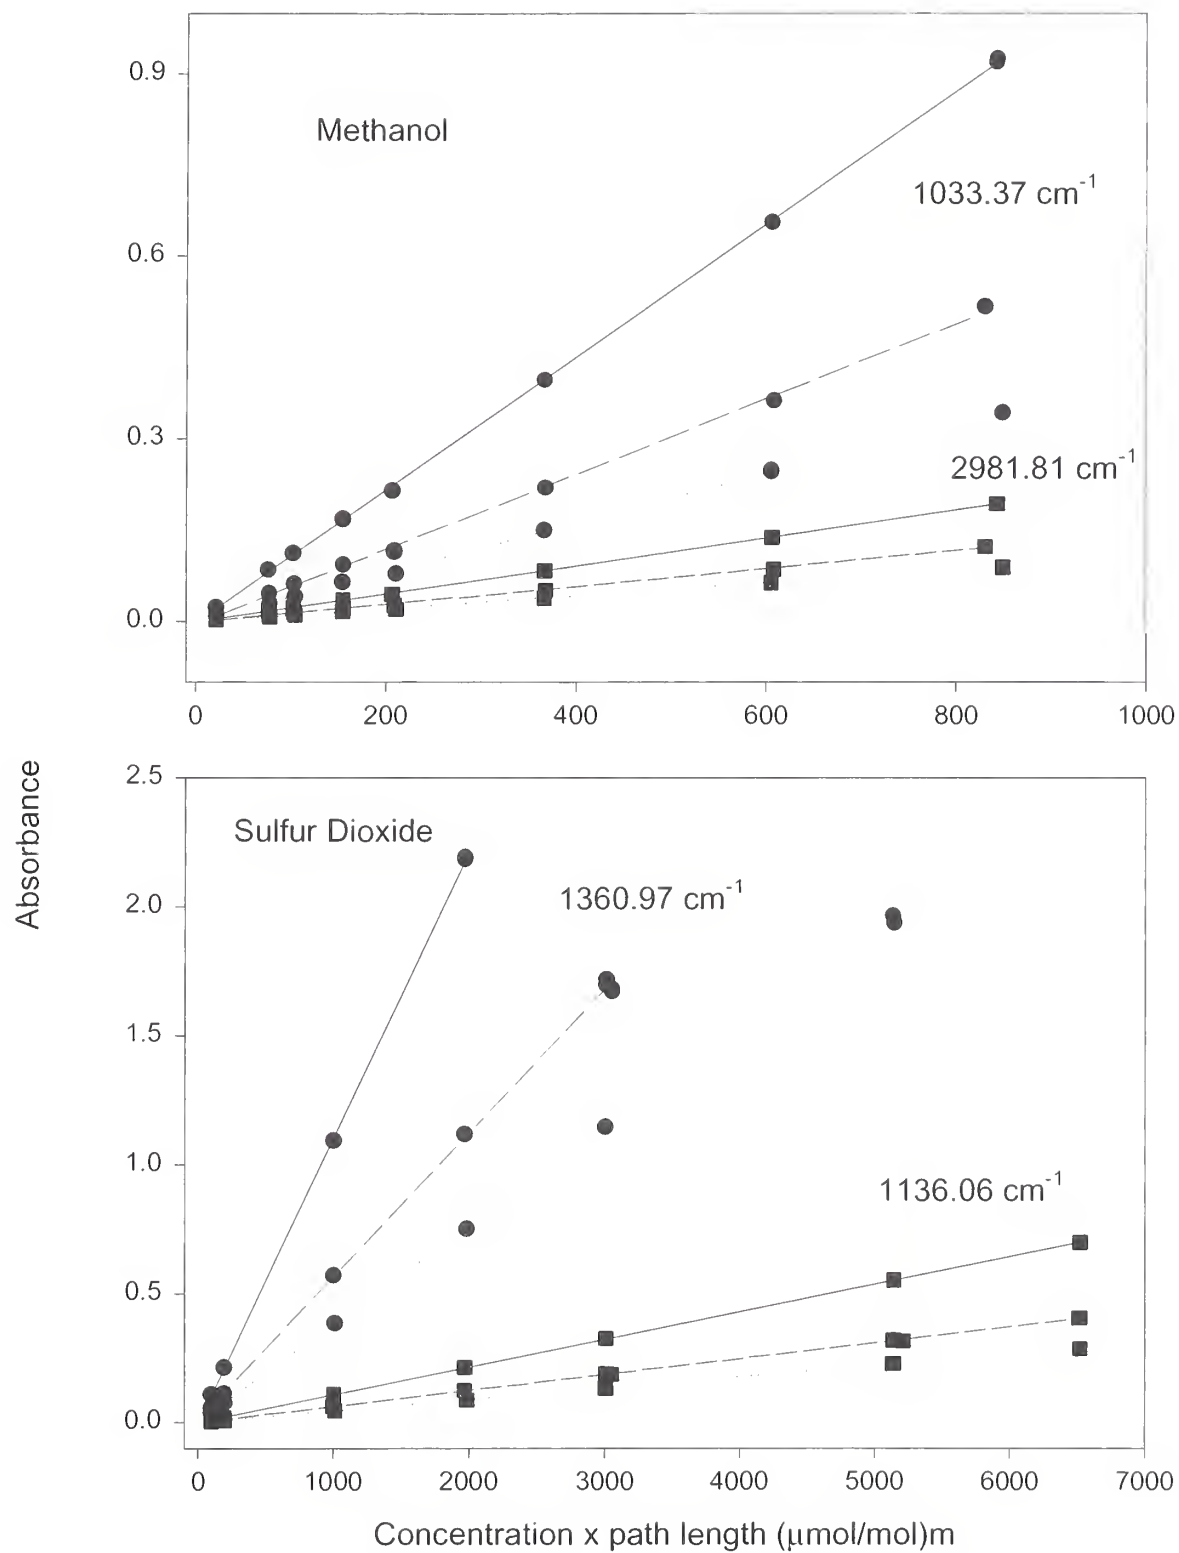 0.9
Methanol
1033.37 cm-1
0.6
0.3
2981.81 cm-1
0.0
0 200 400 600 800 1000
Absorbance
2.5
Sulfur Dioxide
1360.97 cm-1
2.0
1.5
1.0
1136.06 cm-1
0.5
0.0
0 1000 2000 3000 4000 5000 6000 7000
Concentration x path length (μmol/mol)m